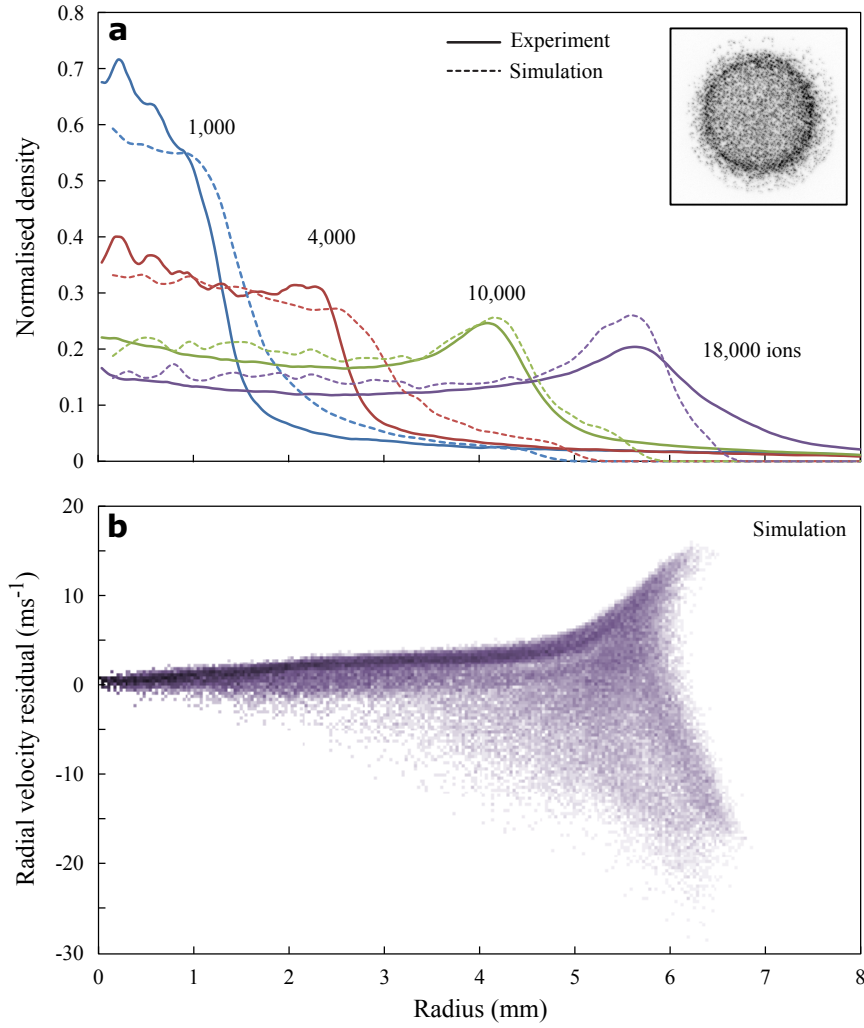 a
Experiment
Simulation
1,000
4,000
10,000
18,000 ions
Normalised density
0.8
0.7
0.6
0.5
0.4
0.3
0.2
0.1
0
b
Simulation
Radial velocity residual (ms⁻¹)
20
10
0
-10
-20
-30
0 1 2 3 4 5 6 7 8
Radius (mm)